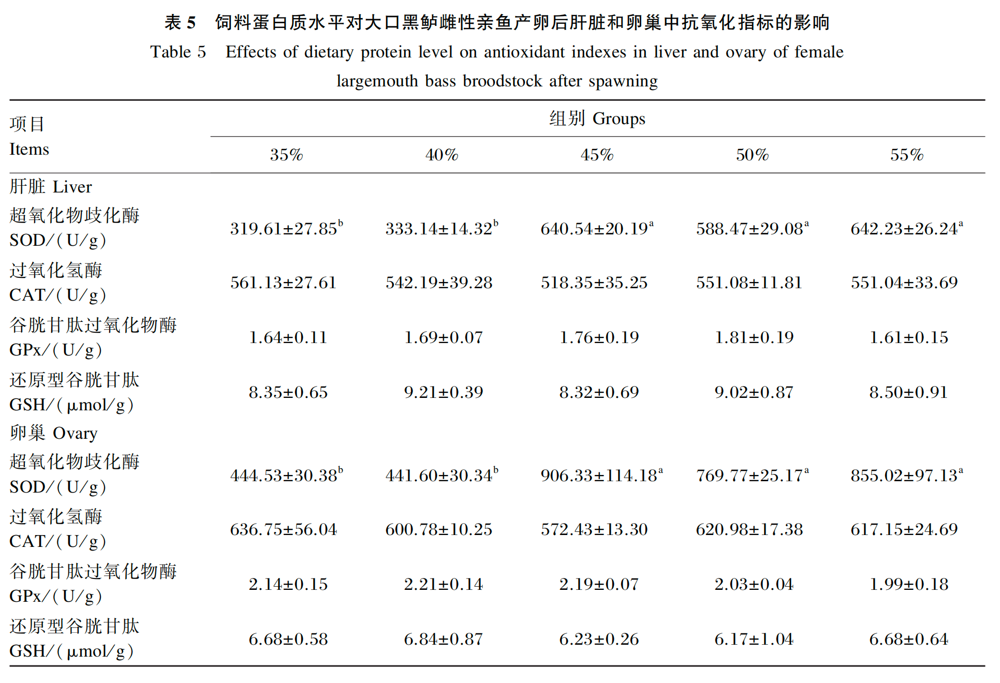 表 5 饲料蛋白质水平对大口黑鲈雌性亲鱼产卵后肝脏和卵巢中抗氧化指标的影响
Table 5 Effects of dietary protein level on antioxidant indexes in liver and ovary of female
largemouth bass broodstock after spawning
项目
Items
组别 Groups
35% 40% 45% 50% 55%
肝脏 Liver
超氧化物歧化酶
SOD/(U/g)
319.61±27.85b 333.14±14.32b 640.54±20.19a 588.47±29.08a 642.23±26.24a
过氧化氢酶
CAT/(U/g)
561.13±27.61 542.19±39.28 518.35±35.25 551.08±11.81 551.04±33.69
谷胱甘肽过氧化物酶
GPx/(U/g)
1.64±0.11 1.69±0.07 1.76±0.19 1.81±0.19 1.61±0.15
还原型谷胱甘肽
GSH/(μmol/g)
8.35±0.65 9.21±0.39 8.32±0.69 9.02±0.87 8.50±0.91
卵巢 Ovary
超氧化物歧化酶
SOD/(U/g)
444.53±30.38b 441.60±30.34b 906.33±114.18a 769.77±25.17a 855.02±97.13a
过氧化氢酶
CAT/(U/g)
636.75±56.04 600.78±10.25 572.43±13.30 620.98±17.38 617.15±24.69
谷胱甘肽过氧化物酶
GPx/(U/g)
2.14±0.15 2.21±0.14 2.19±0.07 2.03±0.04 1.99±0.18
还原型谷胱甘肽
GSH/(μmol/g)
6.68±0.58 6.84±0.87 6.23±0.26 6.17±1.04 6.68±0.64